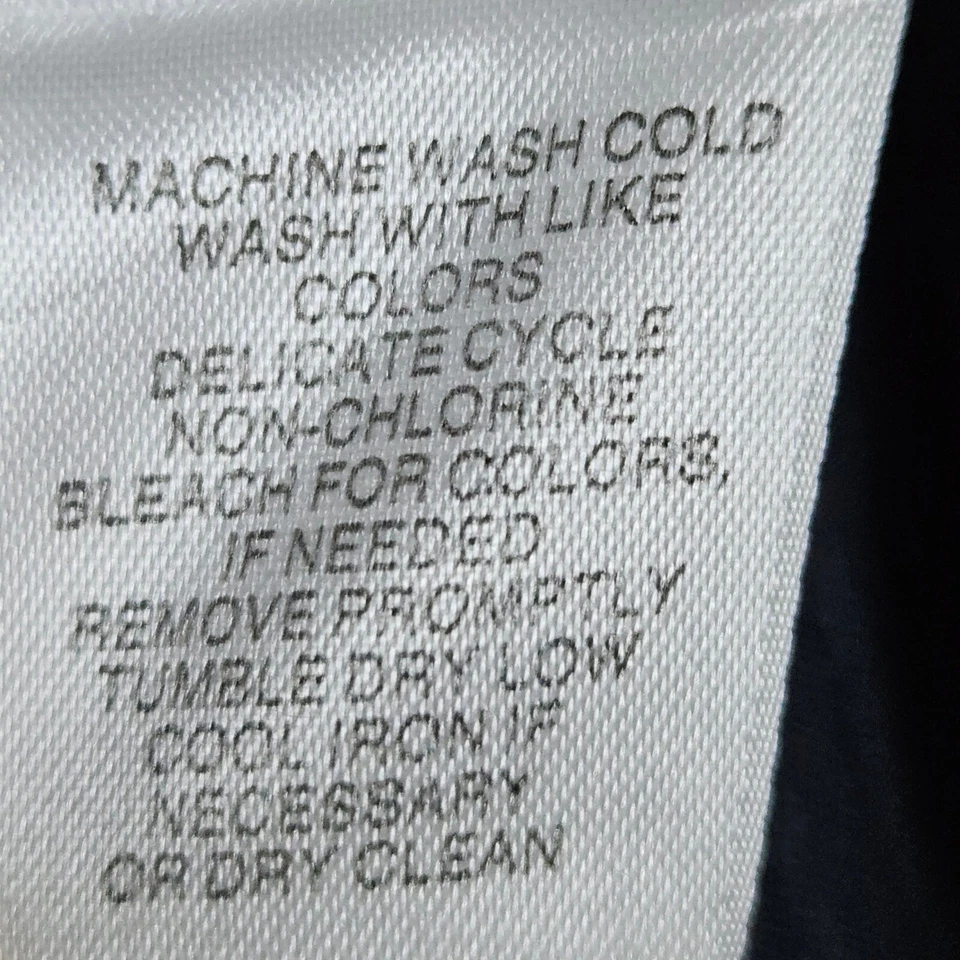 MACHINE WASH COLD
WASH WITH LIKE
COLORS
DELICATE CYCLE
NON-CHLORINE
BLEACH FOR COLORS,
IF NEEDED
REMOVE PROMPTLY
TUMBLE DRY LOW
COOL IRON IF
NECESSARY
OR DRY CLEAN